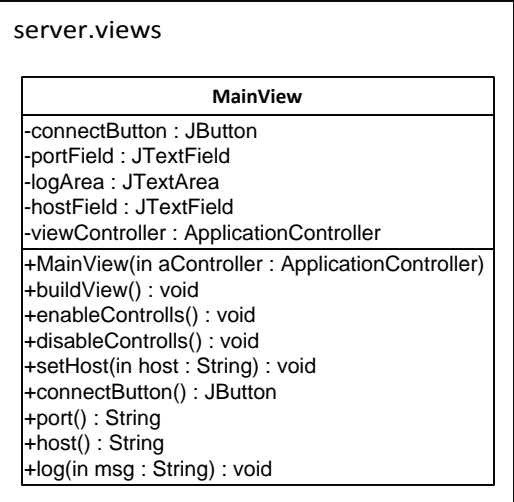 server.views
MainView
-connectButton : JButton
-portField : JTextField
-logArea : JTextArea
-hostField : JTextField
-viewController : ApplicationController
+MainView(in aController : ApplicationController)
+buildView() : void
+enableControlls() : void
+disableControlls() : void
+setHost(in host : String) : void
+connectButton() : JButton
+port() : String
+host() : String
+log(in msg : String) : void